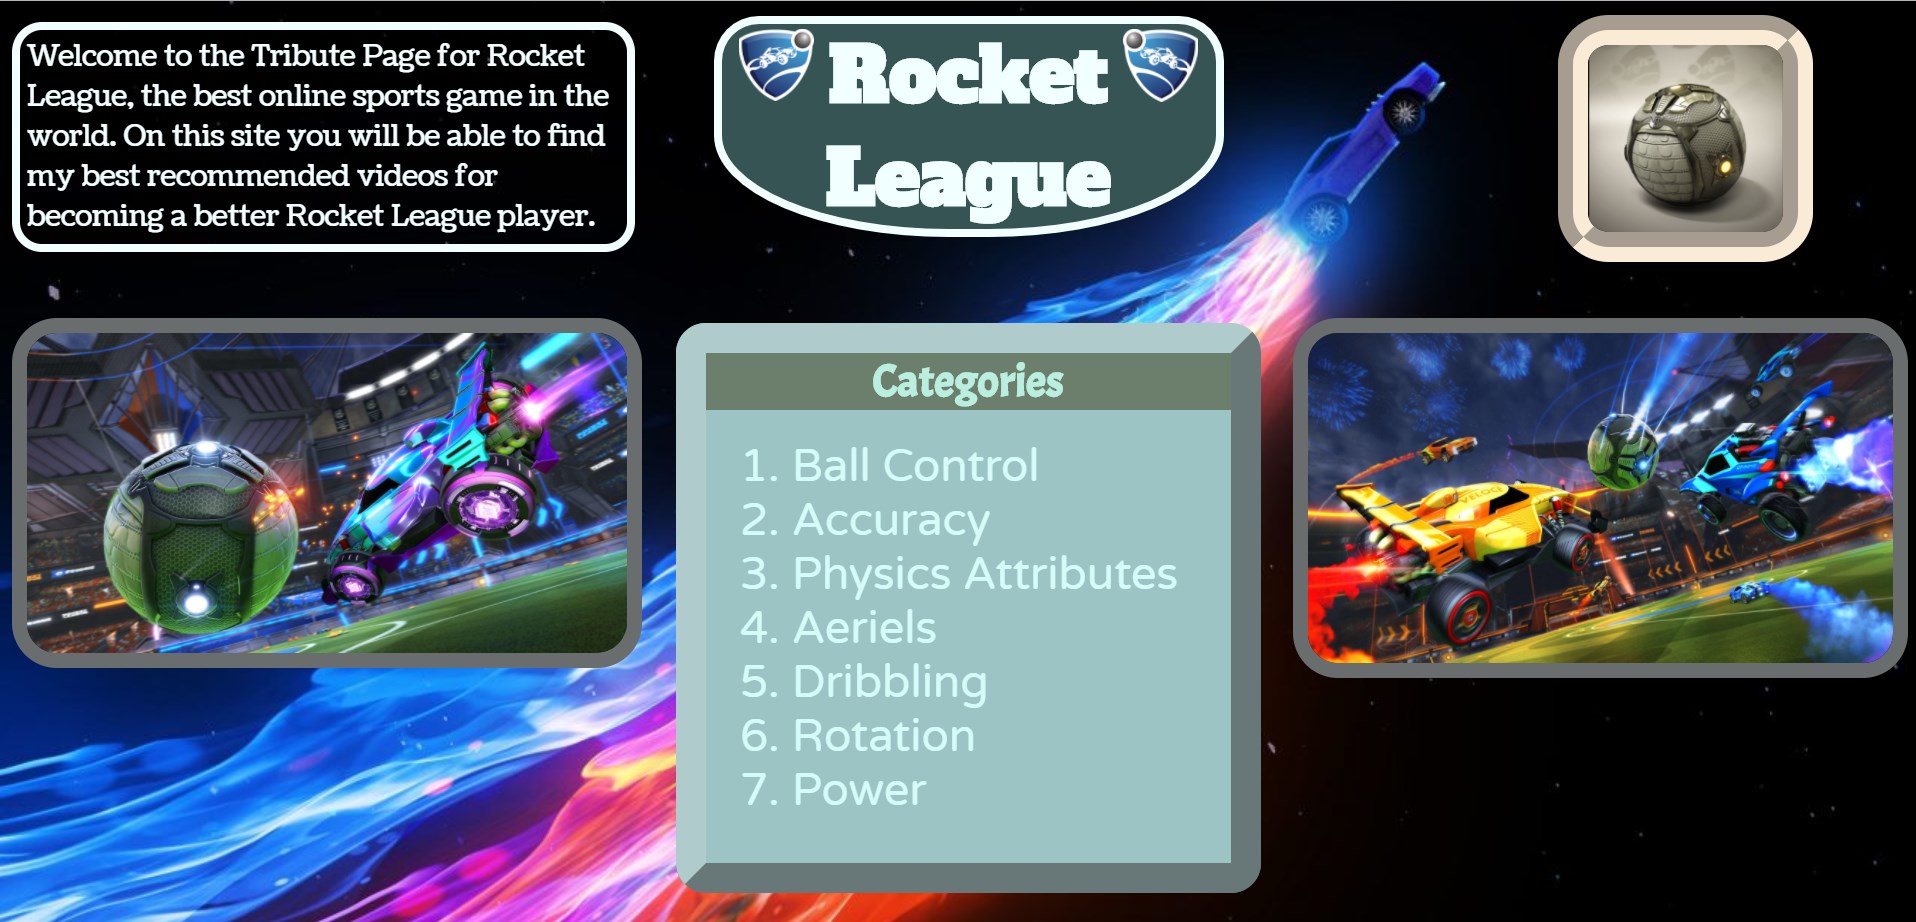 Welcome to the Tribute Page for Rocket
League, the best online sports game in the
world. On this site you will be able to find
my best recommended videos for
becoming a better Rocket League player.
Rocket
League
Categories
1. Ball Control
2. Accuracy
3. Physics Attributes
4. Aeriels
5. Dribbling
6. Rotation
7. Power
VELOCE